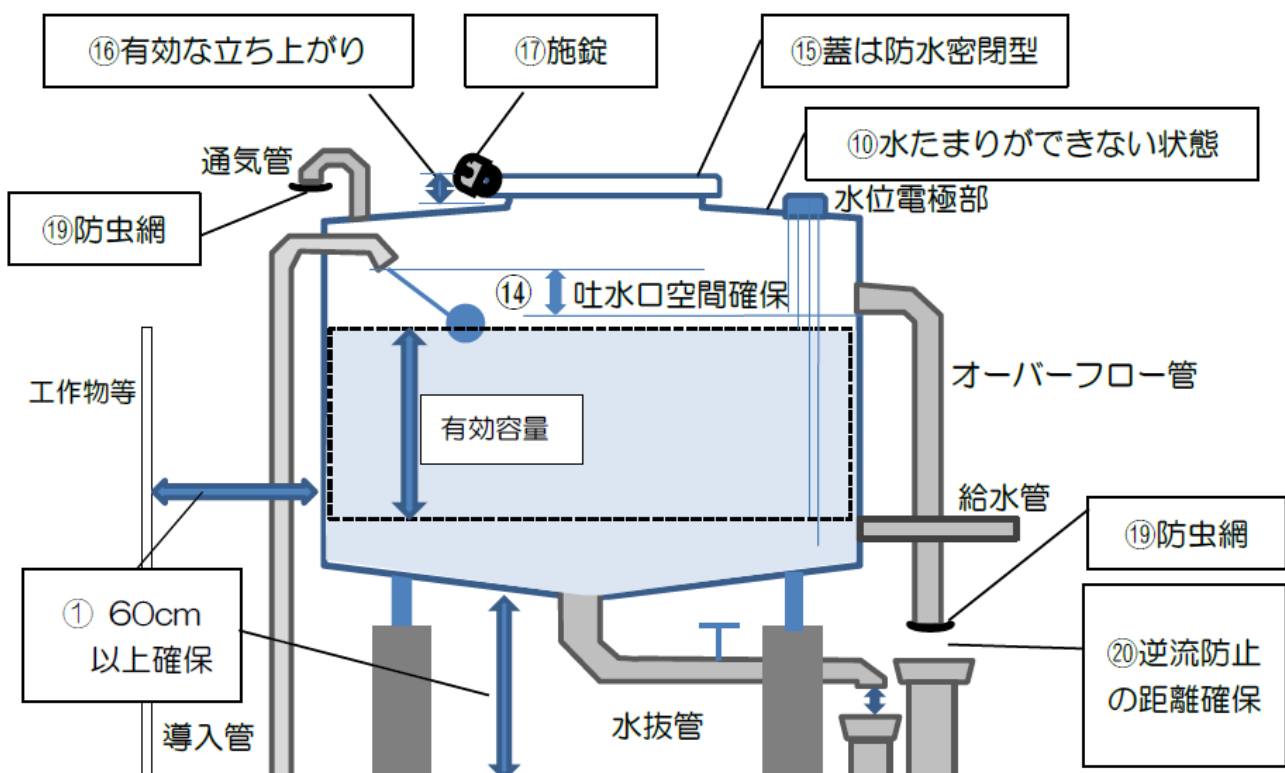 ⑯有効な立ち上がり
⑰施錠
⑮蓋は防水密閉型
⑩水たまりができない状態
通気管
水位電極部
⑲防虫網
⑭ 吐水口空間確保
工作物等
オーバーフロー管
有効容量
給水管
⑲防虫網
① 60cm
以上確保
⑳逆流防止
の距離確保
水抜管
導入管